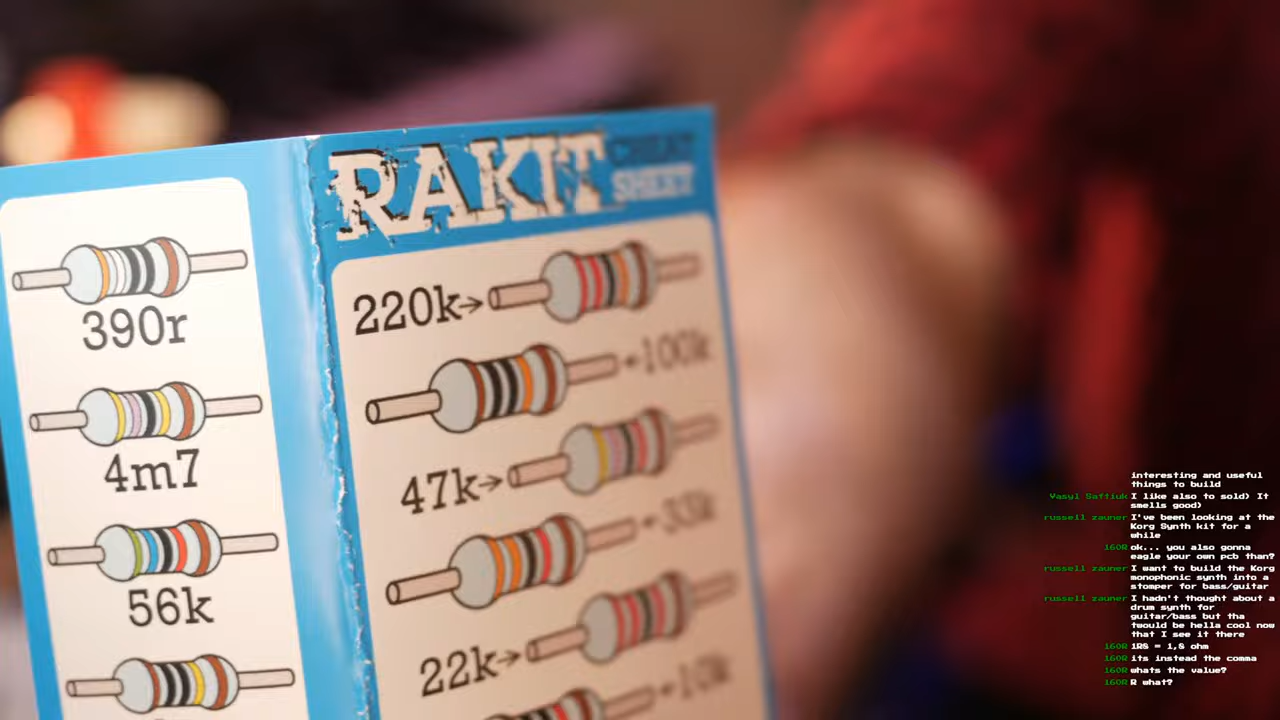 RAKIT CHEAT
SHEET
390r
4m7
56k
220k→
←100k
47k→
←33k
22k→
←10k
interesting and useful
things to build
Vasyl Saftiuk I like also to sold) It
smells good)
russell zauner I've been looking at the
Korg Synth kit for a
while
160R ok... you also gonna
eagle your own pcb than?
russell zauner I want to build the Korg
monophonic synth into a
stomper for bass/guitar
russell zauner I hadn't thought about a
drum synth for
guitar/bass but tha
twould be hella cool now
that I see it there
160R 1R8 = 1,8 ohm
160R its instead the comma
160R whats the value?
160R R what?